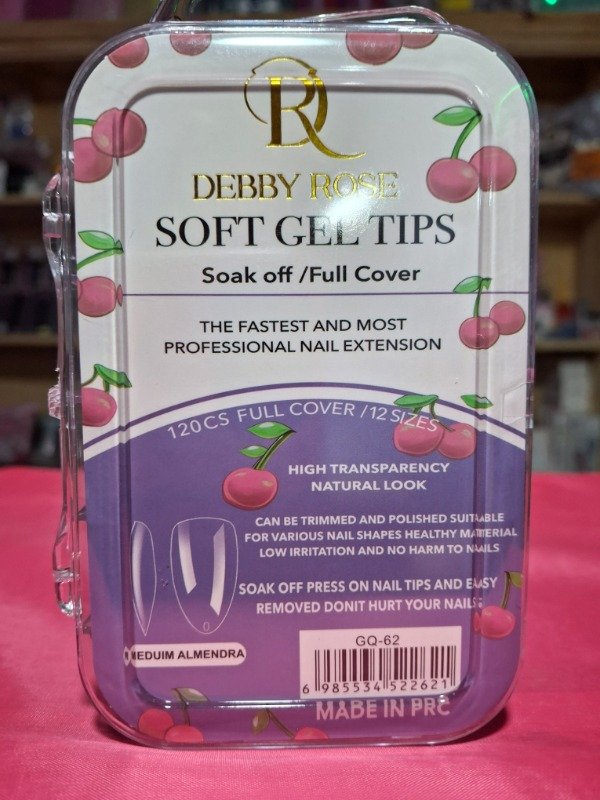 DR
DEBBY ROSE
SOFT GEL TIPS
Soak off /Full Cover
THE FASTEST AND MOST
PROFESSIONAL NAIL EXTENSION
120CS FULL COVER /12 SIZES
HIGH TRANSPARENCY
NATURAL LOOK
CAN BE TRIMMED AND POLISHED SUITABLE
FOR VARIOUS NAIL SHAPES HEALTHY MATERIAL
LOW IRRITATION AND NO HARM TO NAILS
SOAK OFF PRESS ON NAIL TIPS AND EASY
REMOVED DONIT HURT YOUR NAILS
0
MEDUIM ALMENDRA
GQ-62
6 985534 522621
MADE IN PRC